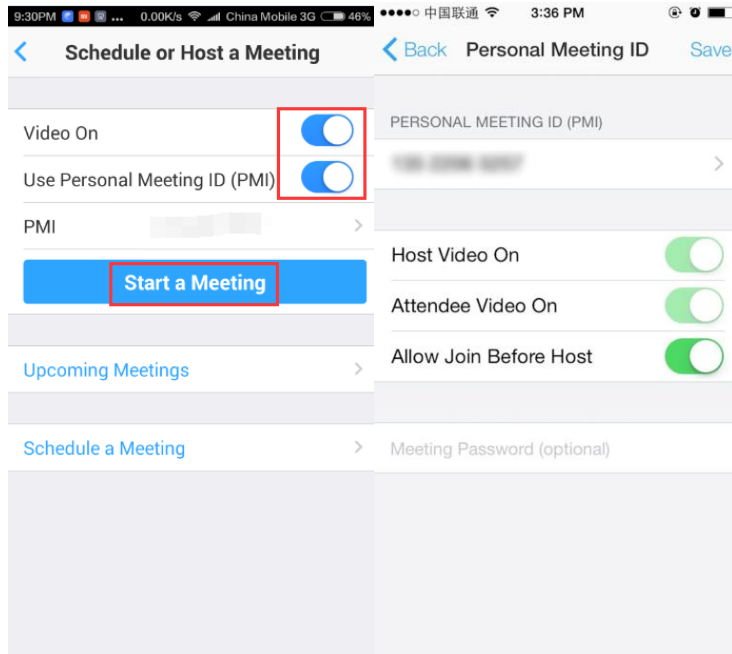 9:30PM ... 0.00K/s China Mobile 3G 46%
Schedule or Host a Meeting
Video On
Use Personal Meeting ID (PMI)
PMI
Start a Meeting
Upcoming Meetings
Schedule a Meeting
中国联通 3:36 PM
Back Personal Meeting ID Save
PERSONAL MEETING ID (PMI)
Host Video On
Attendee Video On
Allow Join Before Host
Meeting Password (optional)